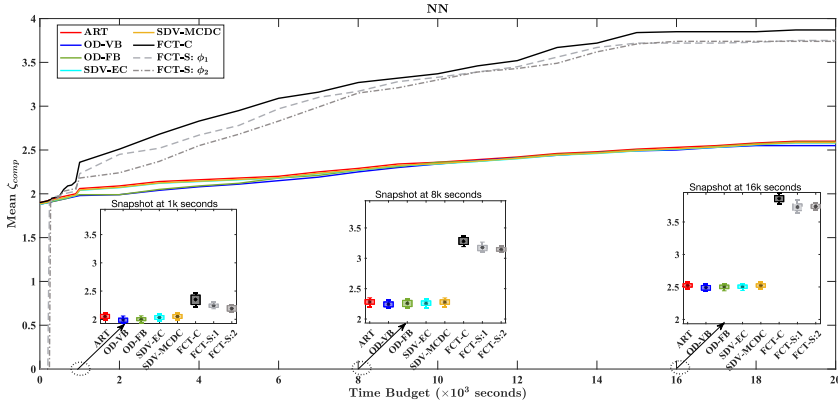 NN
4
3.5
3
2.5
2
1.5
1
0.5
0
Mean ζcomp
ART
OD-VB
OD-FB
SDV-EC
SDV-MCDC
FCT-C
FCT-S: ϕ1
FCT-S: ϕ2
Snapshot at 1k seconds
3.5
3
2.5
2
ART
OD-VB
OD-FB
SDV-EC
SDV-MCDC
FCT-C
FCT-S:1
FCT-S:2
Snapshot at 8k seconds
3.5
3
2.5
2
ART
OD-VB
OD-FB
SDV-EC
SDV-MCDC
FCT-C
FCT-S:1
FCT-S:2
Snapshot at 16k seconds
3.5
3
2.5
2
ART
OD-VB
OD-FB
SDV-EC
SDV-MCDC
FCT-C
FCT-S:1
FCT-S:2
0 2 4 6 8 10 12 14 16 18 20
Time Budget (×10³ seconds)